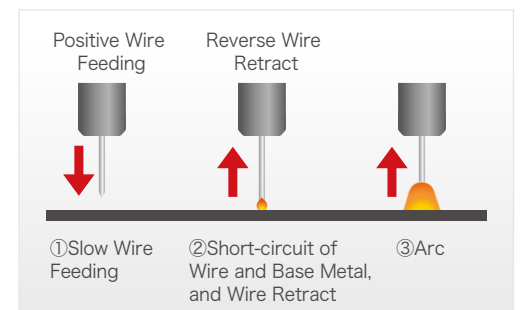 Positive Wire
Feeding
Reverse Wire
Retract
①Slow Wire
Feeding
②Short-circuit of
Wire and Base Metal,
and Wire Retract
③Arc